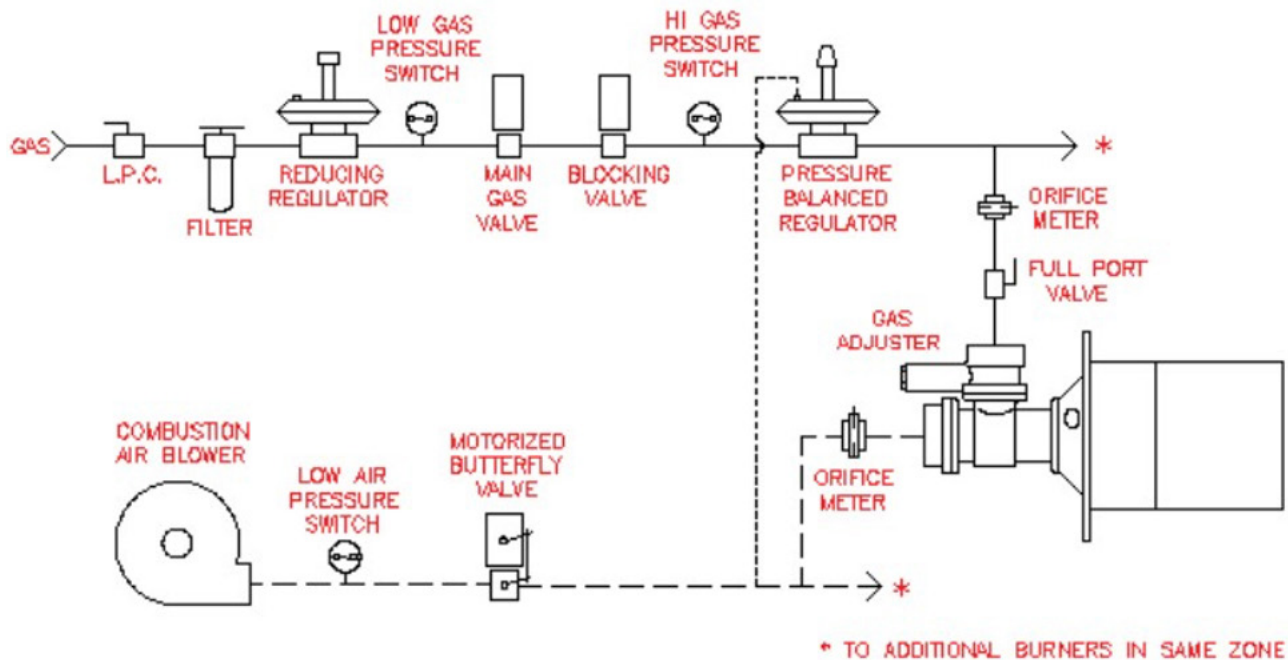 LOW GAS
PRESSURE
SWITCH
HI GAS
PRESSURE
SWITCH
GAS
L.P.C.
FILTER
REDUCING
REGULATOR
MAIN
GAS
VALVE
BLOCKING
VALVE
PRESSURE
BALANCED
REGULATOR
*
ORIFICE
METER
FULL PORT
VALVE
GAS
ADJUSTER
COMBUSTION
AIR BLOWER
LOW AIR
PRESSURE
SWITCH
MOTORIZED
BUTTERFLY
VALVE
ORIFICE
METER
*
* TO ADDITIONAL BURNERS IN SAME ZONE